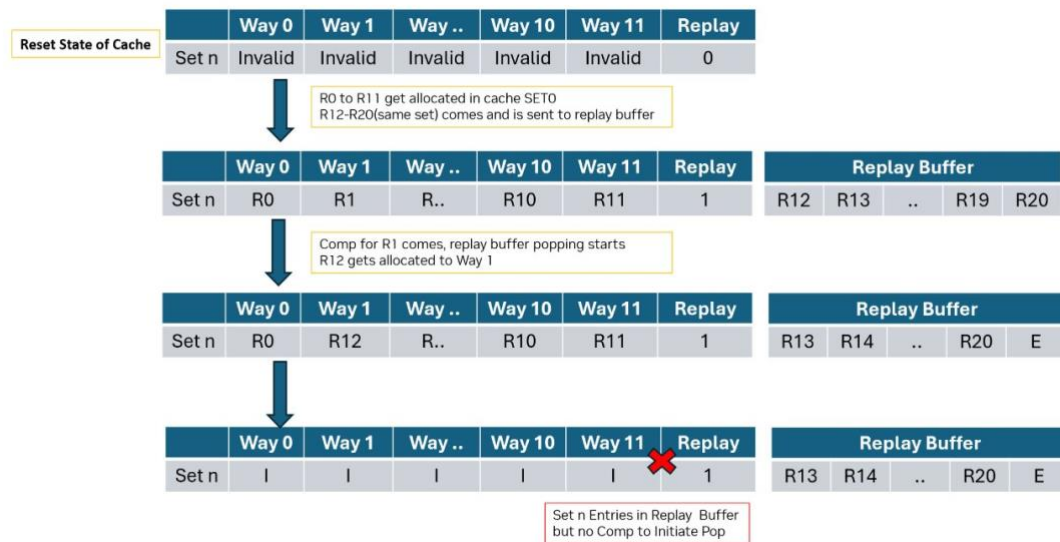 Reset State of Cache
Way 0 Way 1 Way .. Way 10 Way 11 Replay
Set n Invalid Invalid Invalid Invalid Invalid 0
R0 to R11 get allocated in cache SET0
R12-R20(same set) comes and is sent to replay buffer
Way 0 Way 1 Way .. Way 10 Way 11 Replay Replay Buffer
Set n R0 R1 R.. R10 R11 1 R12 R13 .. R19 R20
Comp for R1 comes, replay buffer popping starts
R12 gets allocated to Way 1
Way 0 Way 1 Way .. Way 10 Way 11 Replay Replay Buffer
Set n R0 R12 R.. R10 R11 1 R13 R14 .. R20 E
Way 0 Way 1 Way .. Way 10 Way 11 Replay Replay Buffer
Set n I I I I I 1 R13 R14 .. R20 E
Set n Entries in Replay Buffer
but no Comp to Initiate Pop